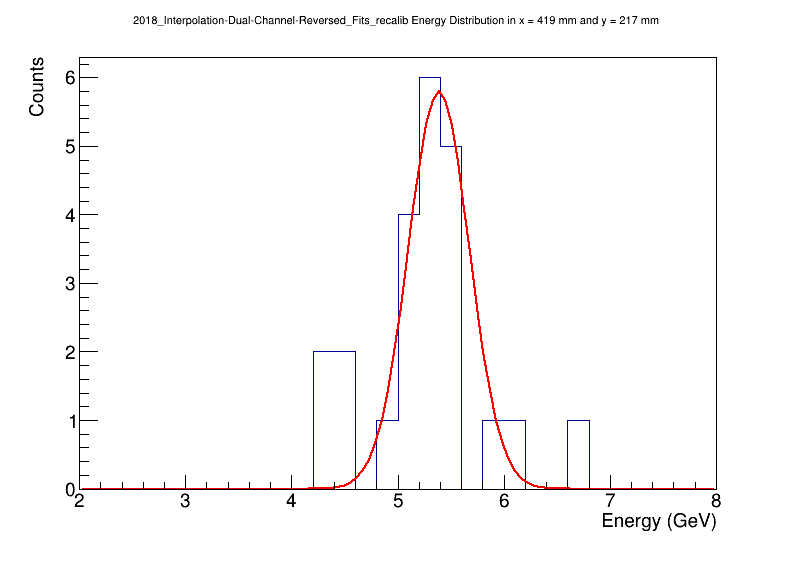 2018_Interpolation-Dual-Channel-Reversed_Fits_recalib Energy Distribution in x = 419 mm and y = 217 mm
Counts
6
5
4
3
2
1
0
2 3 4 5 6 7 8
Energy (GeV)